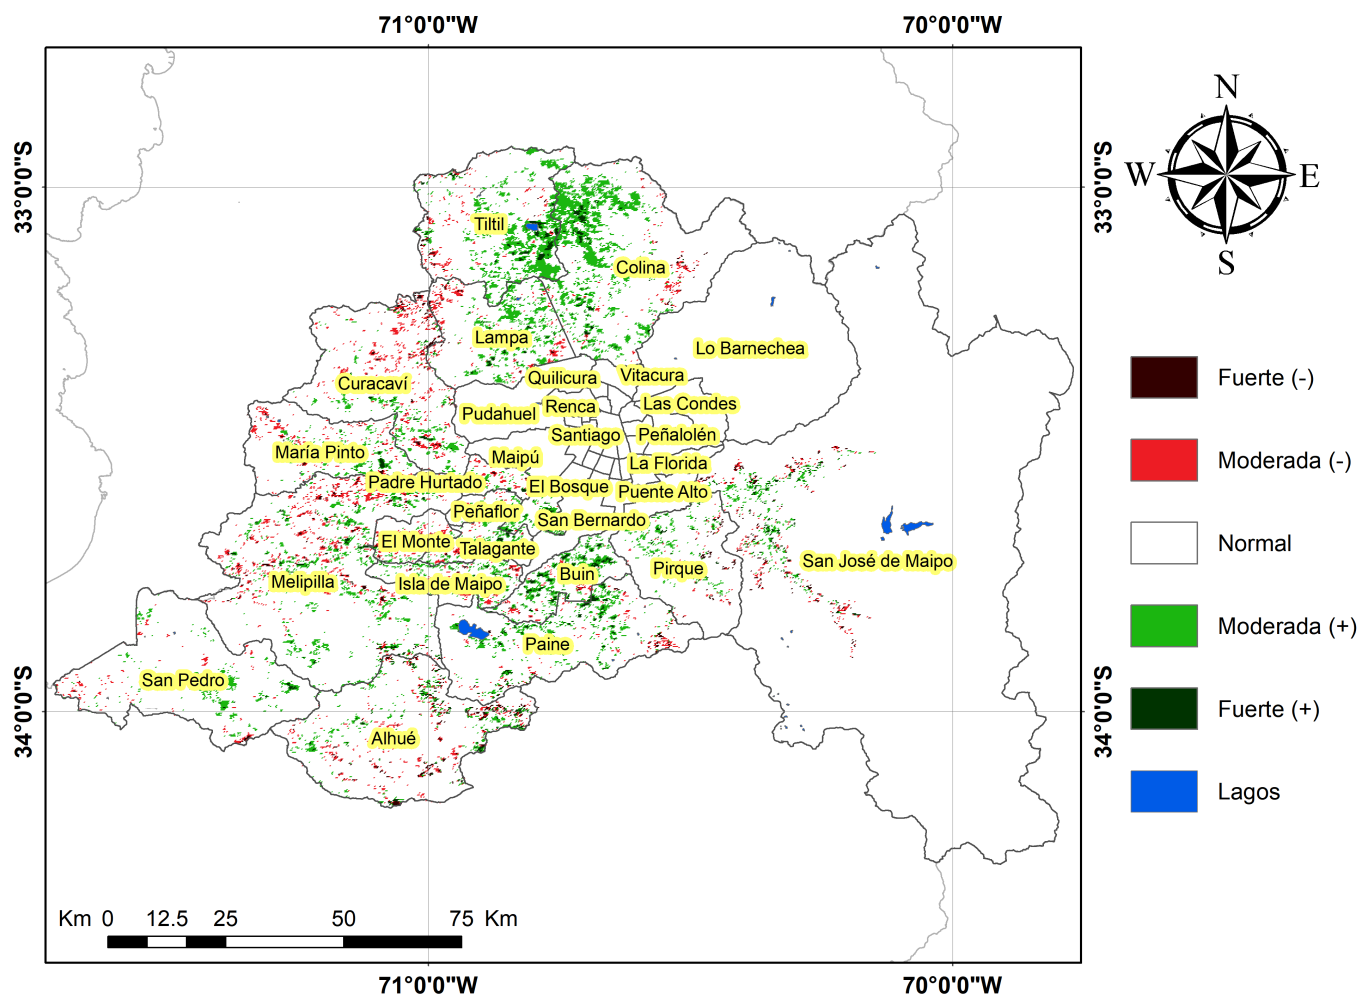 71°0'0"W
70°0'0"W
33°0'0"S
33°0'0"S
N
W
E
S
Tiltil
Colina
Lampa
Lo Barnechea
Quilicura
Vitacura
Curacaví
Pudahuel
Renca
Las Condes
Santiago
Peñalolén
María Pinto
Maipú
La Florida
Padre Hurtado
El Bosque
Puente Alto
Peñaflor
San Bernardo
El Monte
Talagante
San José de Maipo
Melipilla
Isla de Maipo
Buin
Pirque
Paine
San Pedro
Alhué
Fuerte (-)
Moderada (-)
Normal
Moderada (+)
Fuerte (+)
Lagos
34°0'0"S
34°0'0"S
Km 0 12.5 25 50 75 Km
71°0'0"W
70°0'0"W